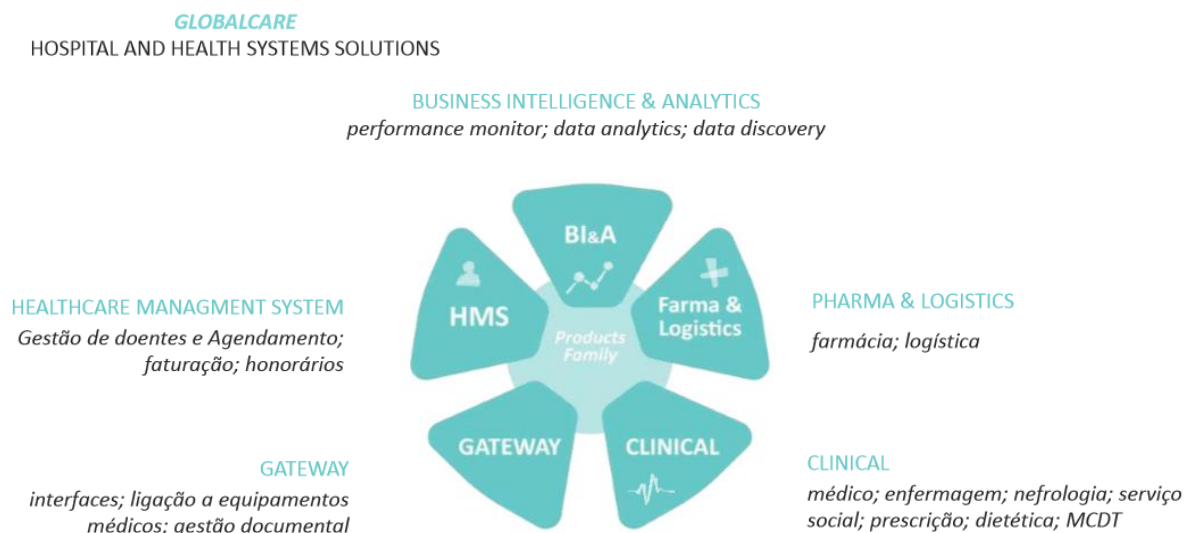 GLOBALCARE
HOSPITAL AND HEALTH SYSTEMS SOLUTIONS
BUSINESS INTELLIGENCE & ANALYTICS
performance monitor; data analytics; data discovery
BI&A
HMS
Farma &
Logistics
Products
Family
HEALTHCARE MANAGMENT SYSTEM
Gestão de doentes e Agendamento;
faturação; honorários
PHARMA & LOGISTICS
farmácia; logística
GATEWAY
CLINICAL
GATEWAY
interfaces; ligação a equipamentos
médicos; gestão documental
CLINICAL
médico; enfermagem; nefrologia; serviço
social; prescrição; dietética; MCDT